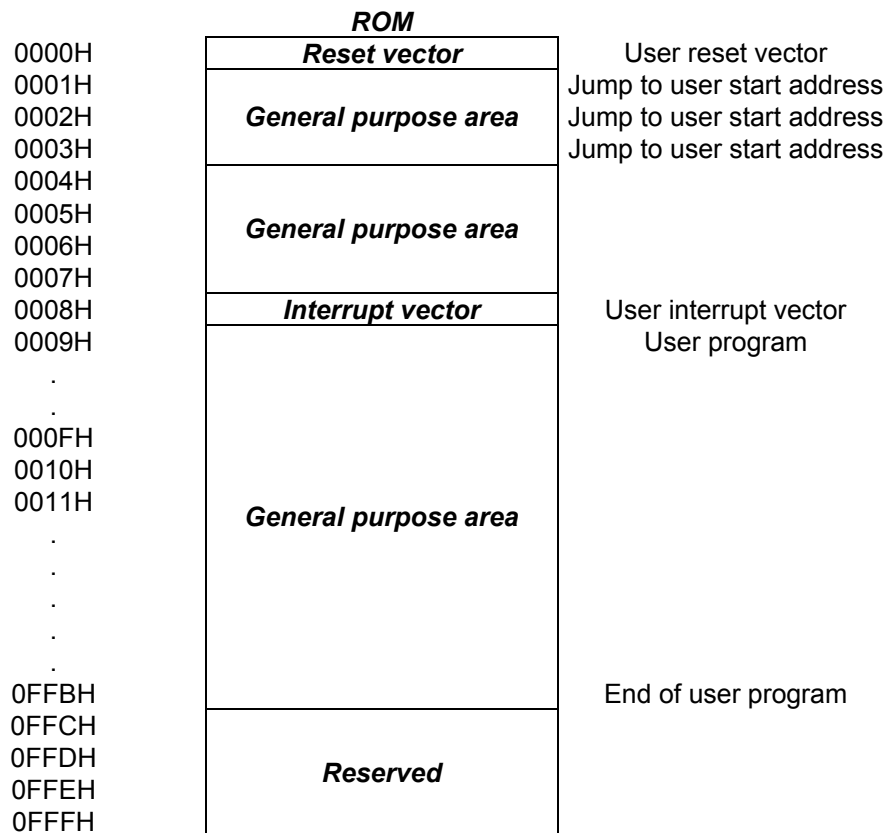 ROM
0000H Reset vector User reset vector
0001H Jump to user start address
0002H General purpose area Jump to user start address
0003H Jump to user start address
0004H
0005H
General purpose area
0006H
0007H
0008H Interrupt vector User interrupt vector
0009H User program
.
.
000FH
0010H
0011H
General purpose area
.
.
.
.
.
0FFBH End of user program
0FFCH
0FFDH
Reserved
0FFEH
0FFFH